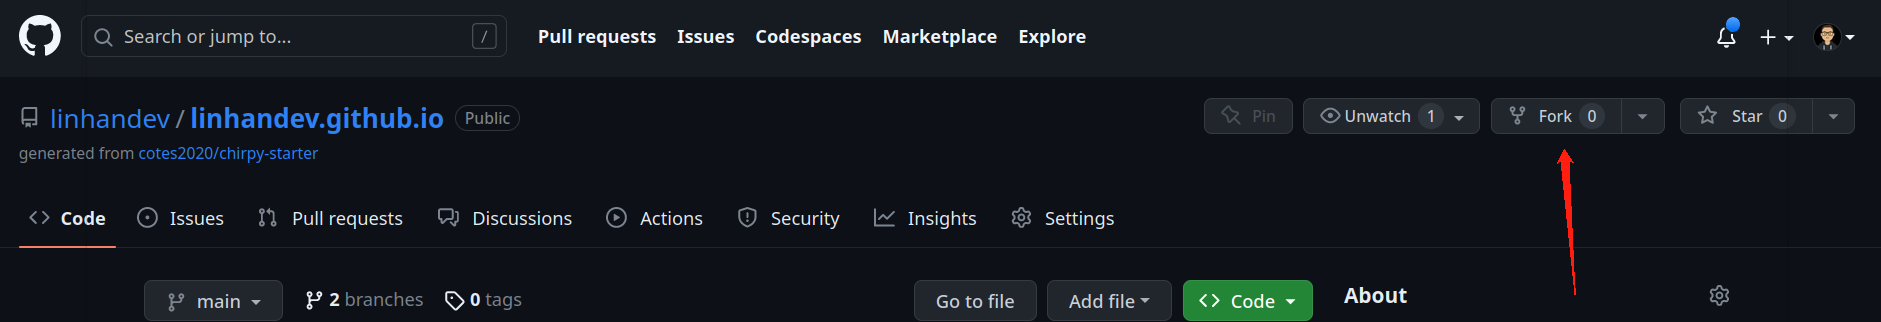 Search or jump to... / Pull requests Issues Codespaces Marketplace Explore
linhandev / linhandev.github.io Public Pin Unwatch 1 Fork 0 Star 0
generated from cotes2020/chirpy-starter
Code Issues Pull requests Discussions Actions Security Insights Settings
main 2 branches 0 tags Go to file Add file Code About